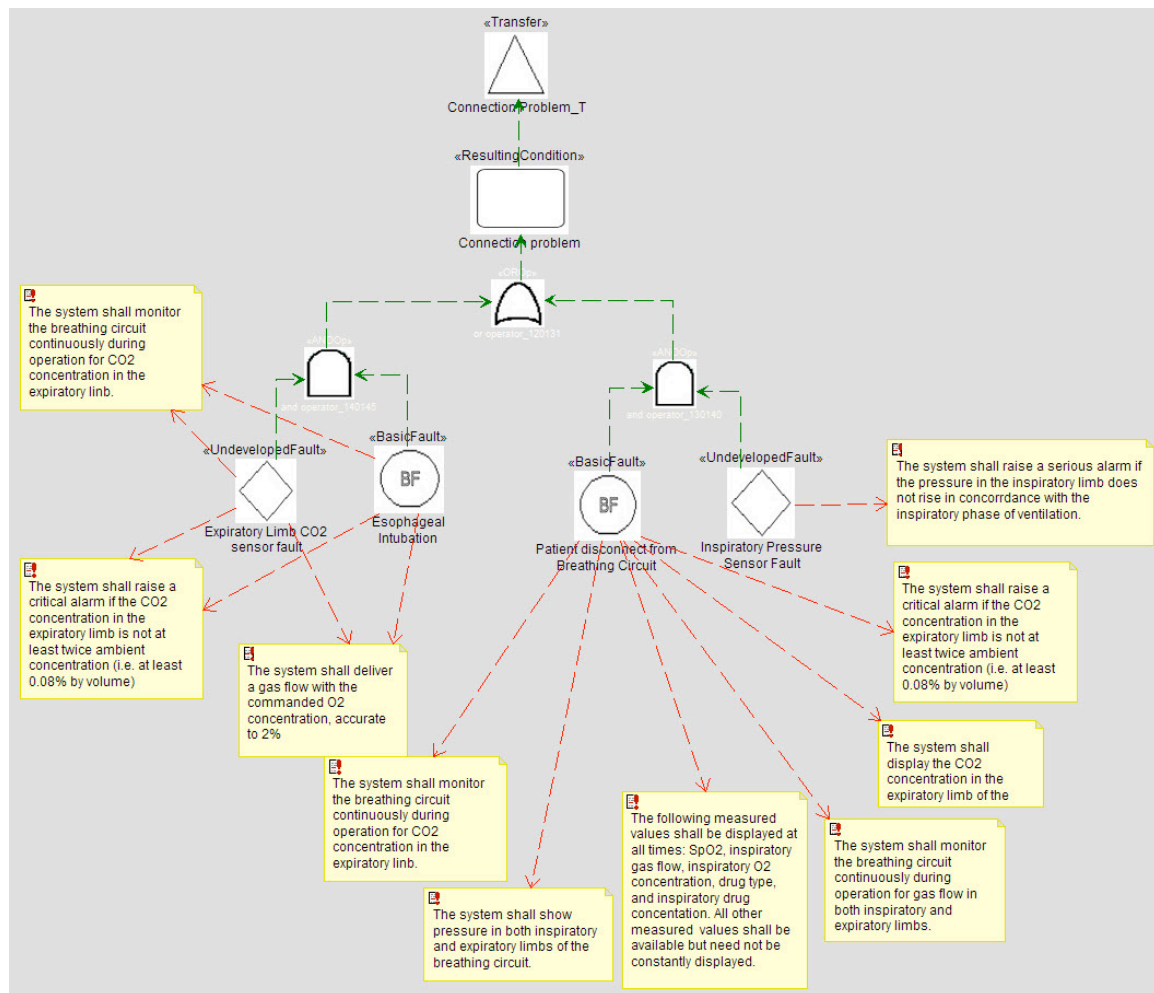 «Transfer»
Connection Problem_T
«ResultingCondition»
Connection problem
«OROp»
or operator_120131
«ANDOp»
and operator_140145
«ANDOp»
and operator_130140
The system shall monitor
the breathing circuit
continuously during
operation for CO2
concentration in the
expiratory linb.
«UndevelopedFault»
Expiratory Limb CO2
sensor fault
«BasicFault»
BF
Esophageal
Intubation
«BasicFault»
BF
Patient disconnect from
Breathing Circuit
«UndevelopedFault»
Inspiratory Pressure
Sensor Fault
The system shall raise a serious alarm if
the pressure in the inspiratory limb does
not rise in concorrdance with the
inspiratory phase of ventilation.
The system shall raise a
critical alarm if the CO2
concentration in the
expiratory limb is not at
least twice ambient
concentration (i.e. at least
0.08% by volume)
The system shall raise a
critical alarm if the CO2
concentration in the
expiratory limb is not at
least twice ambient
concentration (i.e. at least
0.08% by volume)
The system shall deliver
a gas flow with the
commanded O2
concentration, accurate
to 2%
The system shall
display the CO2
concentration in the
expiratory limb of the
The system shall monitor
the breathing circuit
continuously during
operation for CO2
concentration in the
expiratory linb.
The following measured
values shall be displayed at
all times: SpO2, inspiratory
gas flow, inspiratory O2
concentration, drug type,
and inspiratory drug
concentation. All other
measured values shall be
available but need not be
constantly displayed.
The system shall monitor
the breathing circuit
continuously during
operation for gas flow in
both inspiratory and
expiratory limbs.
The system shall show
pressure in both inspiratory
and expiratory limbs of the
breathing circuit.